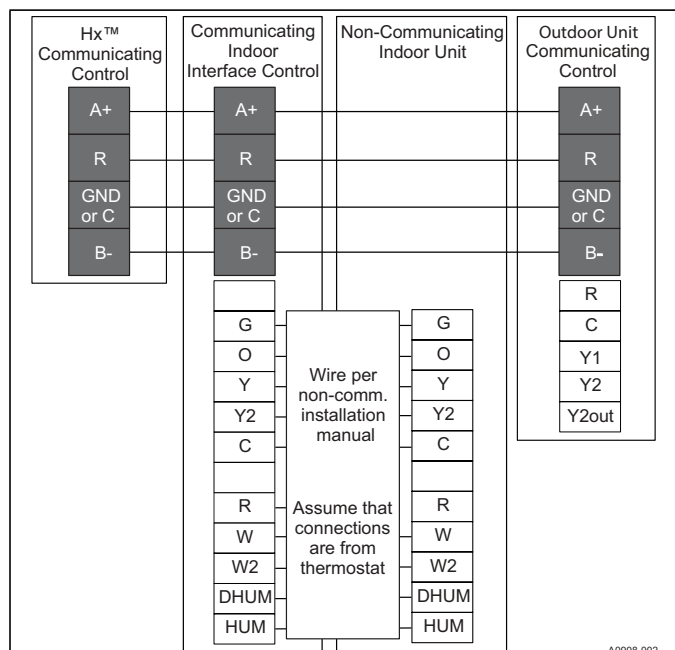 Hx™
Communicating
Control
A+
R
GND
or C
B-
Communicating
Indoor
Interface Control
A+
R
GND
or C
B-
G
O
Y
Y2
C
R
W
W2
DHUM
HUM
Wire per
non-comm.
installation
manual
Assume that
connections
are from
thermostat
Non-Communicating
Indoor Unit
G
O
Y
Y2
C
R
W
W2
DHUM
HUM
Outdoor Unit
Communicating
Control
A+
R
GND
or C
B-
R
C
Y1
Y2
Y2out